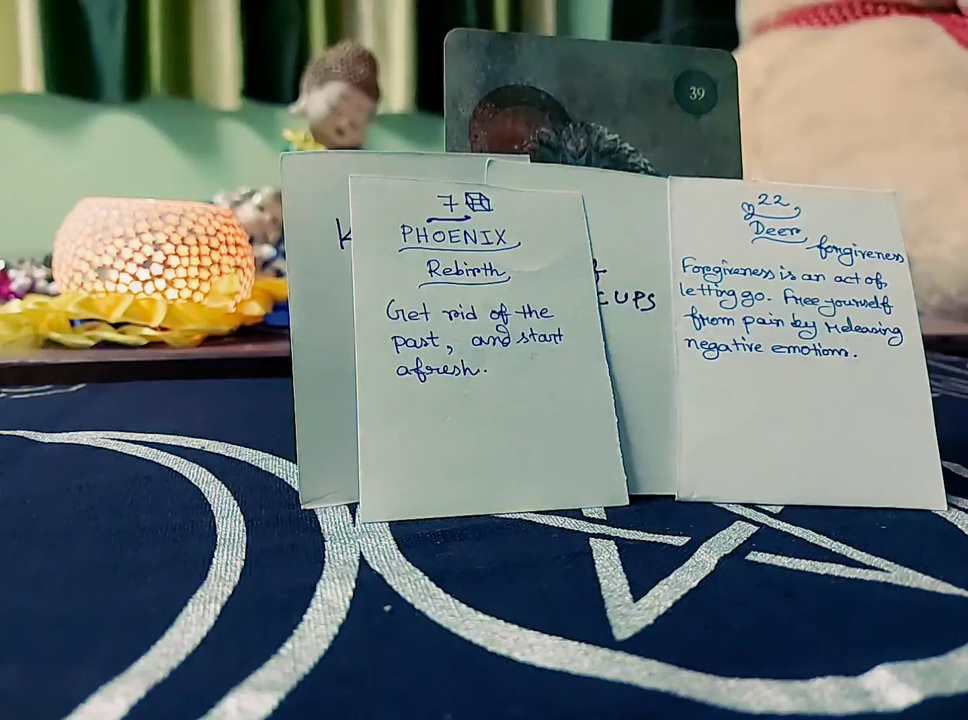 39
K
7
PHOENIX
Rebirth
Get rid of the
past, and start
afresh.
CUPS
22
Deer
forgiveness
Forgiveness is an act of
letting go. Free yourself
from pain by releasing
negative emotions.